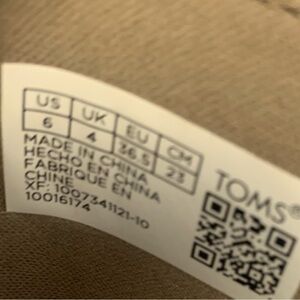 US UK EU CM
6 4 36.5 23
MADE IN CHINA
HECHO EN CHINA
FABRIQUE EN
CHINE
XF: 1007341121-10
10016174
TOMS®